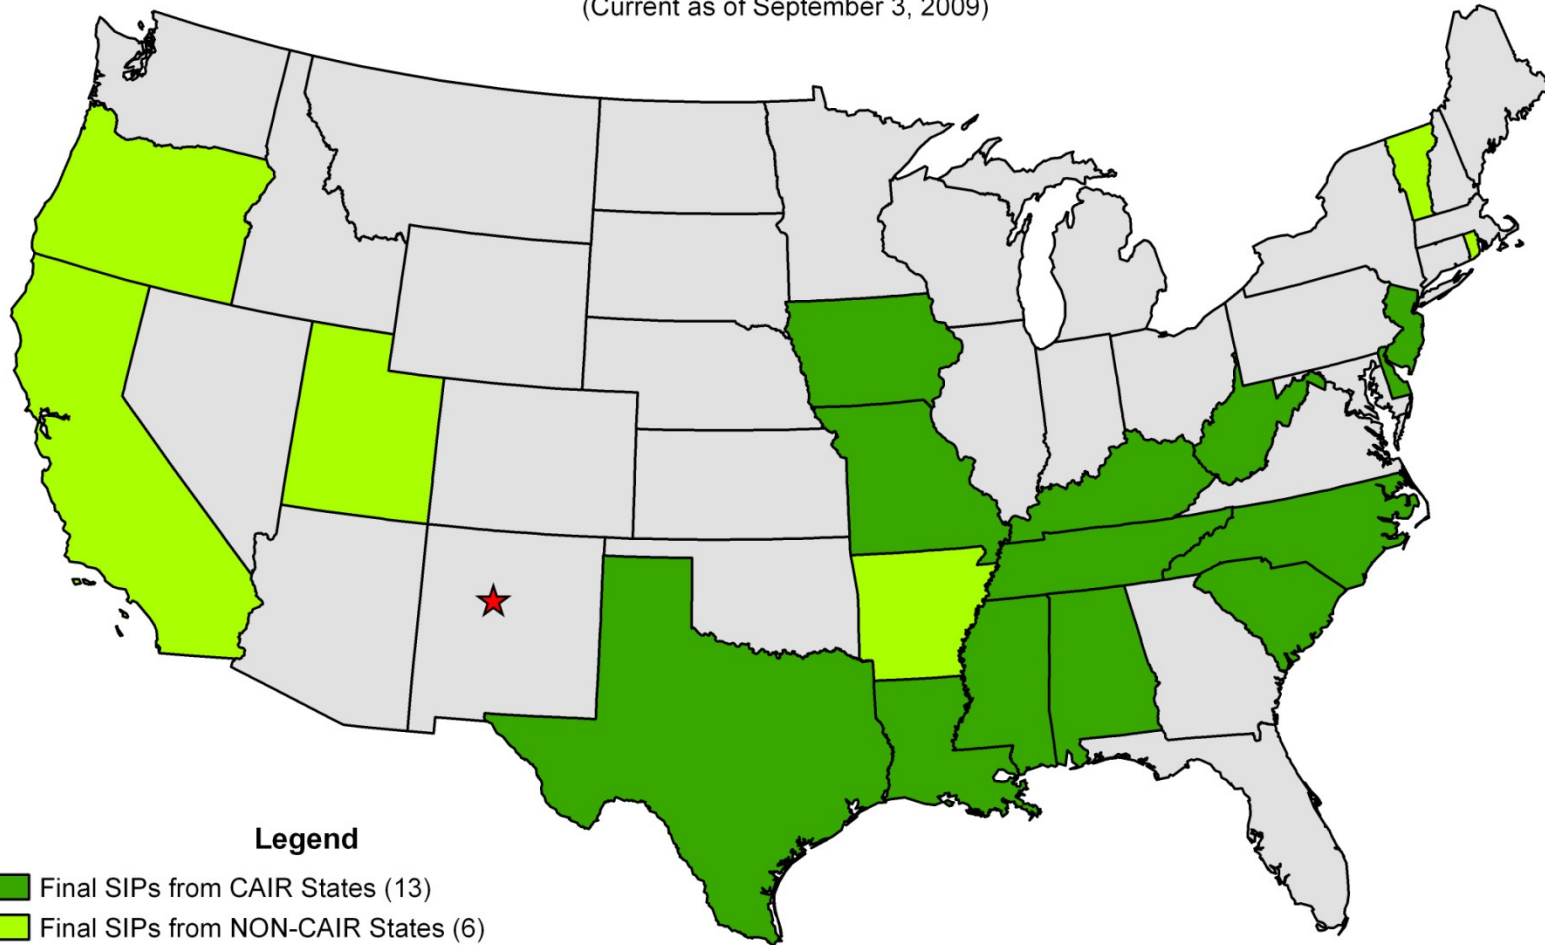 (Current as of September 3, 2009)
Legend
Final SIPs from CAIR States (13)
Final SIPs from NON-CAIR States (6)